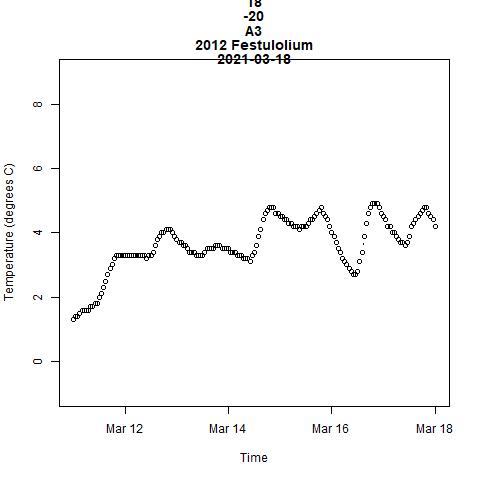 18
-20
A3
2012 Festulolium
2021-03-18
Temperature (degrees C)
8
6
4
2
0
Mar 12
Mar 14
Mar 16
Mar 18
Time